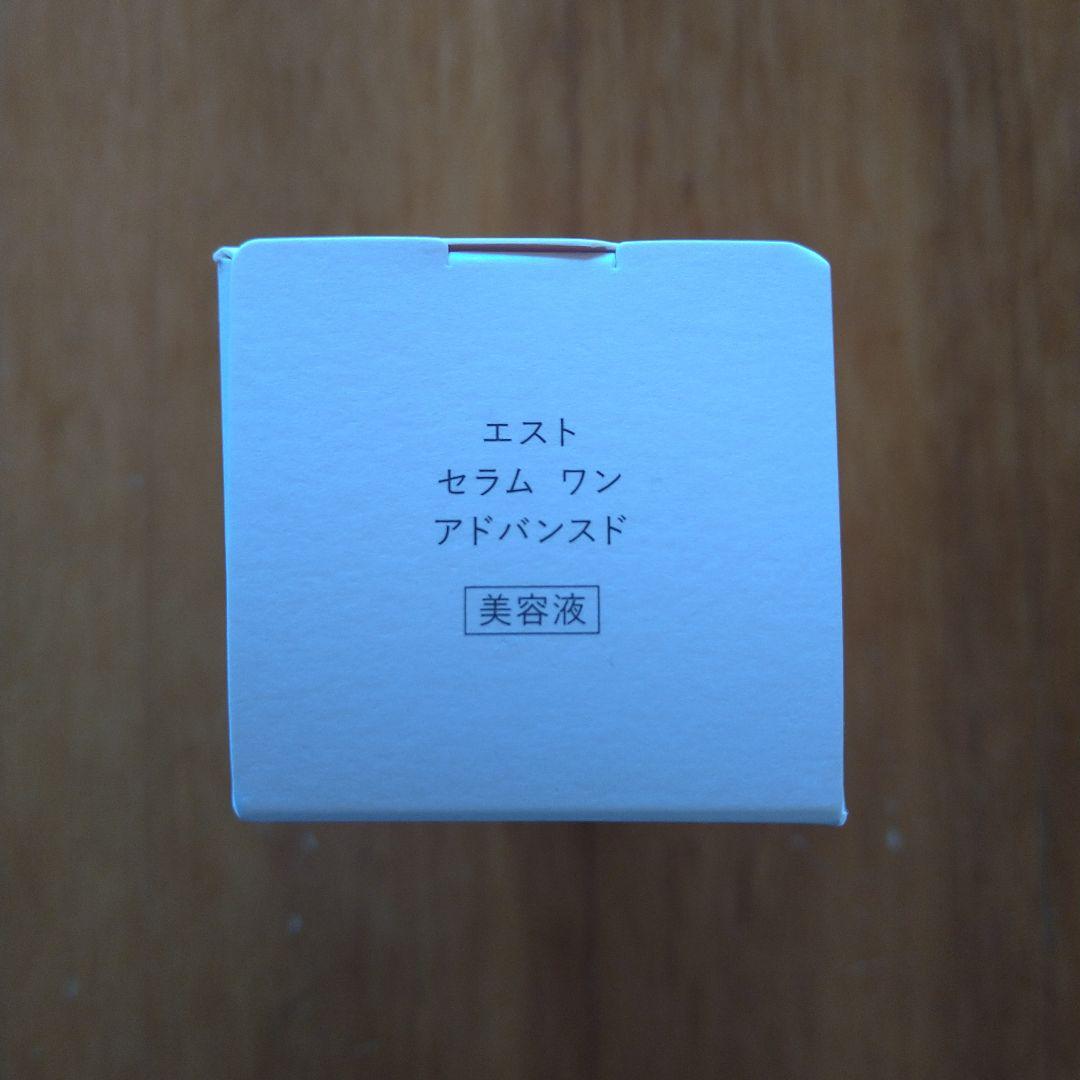 エスト
セラム ワン
アドバンスド
美容液